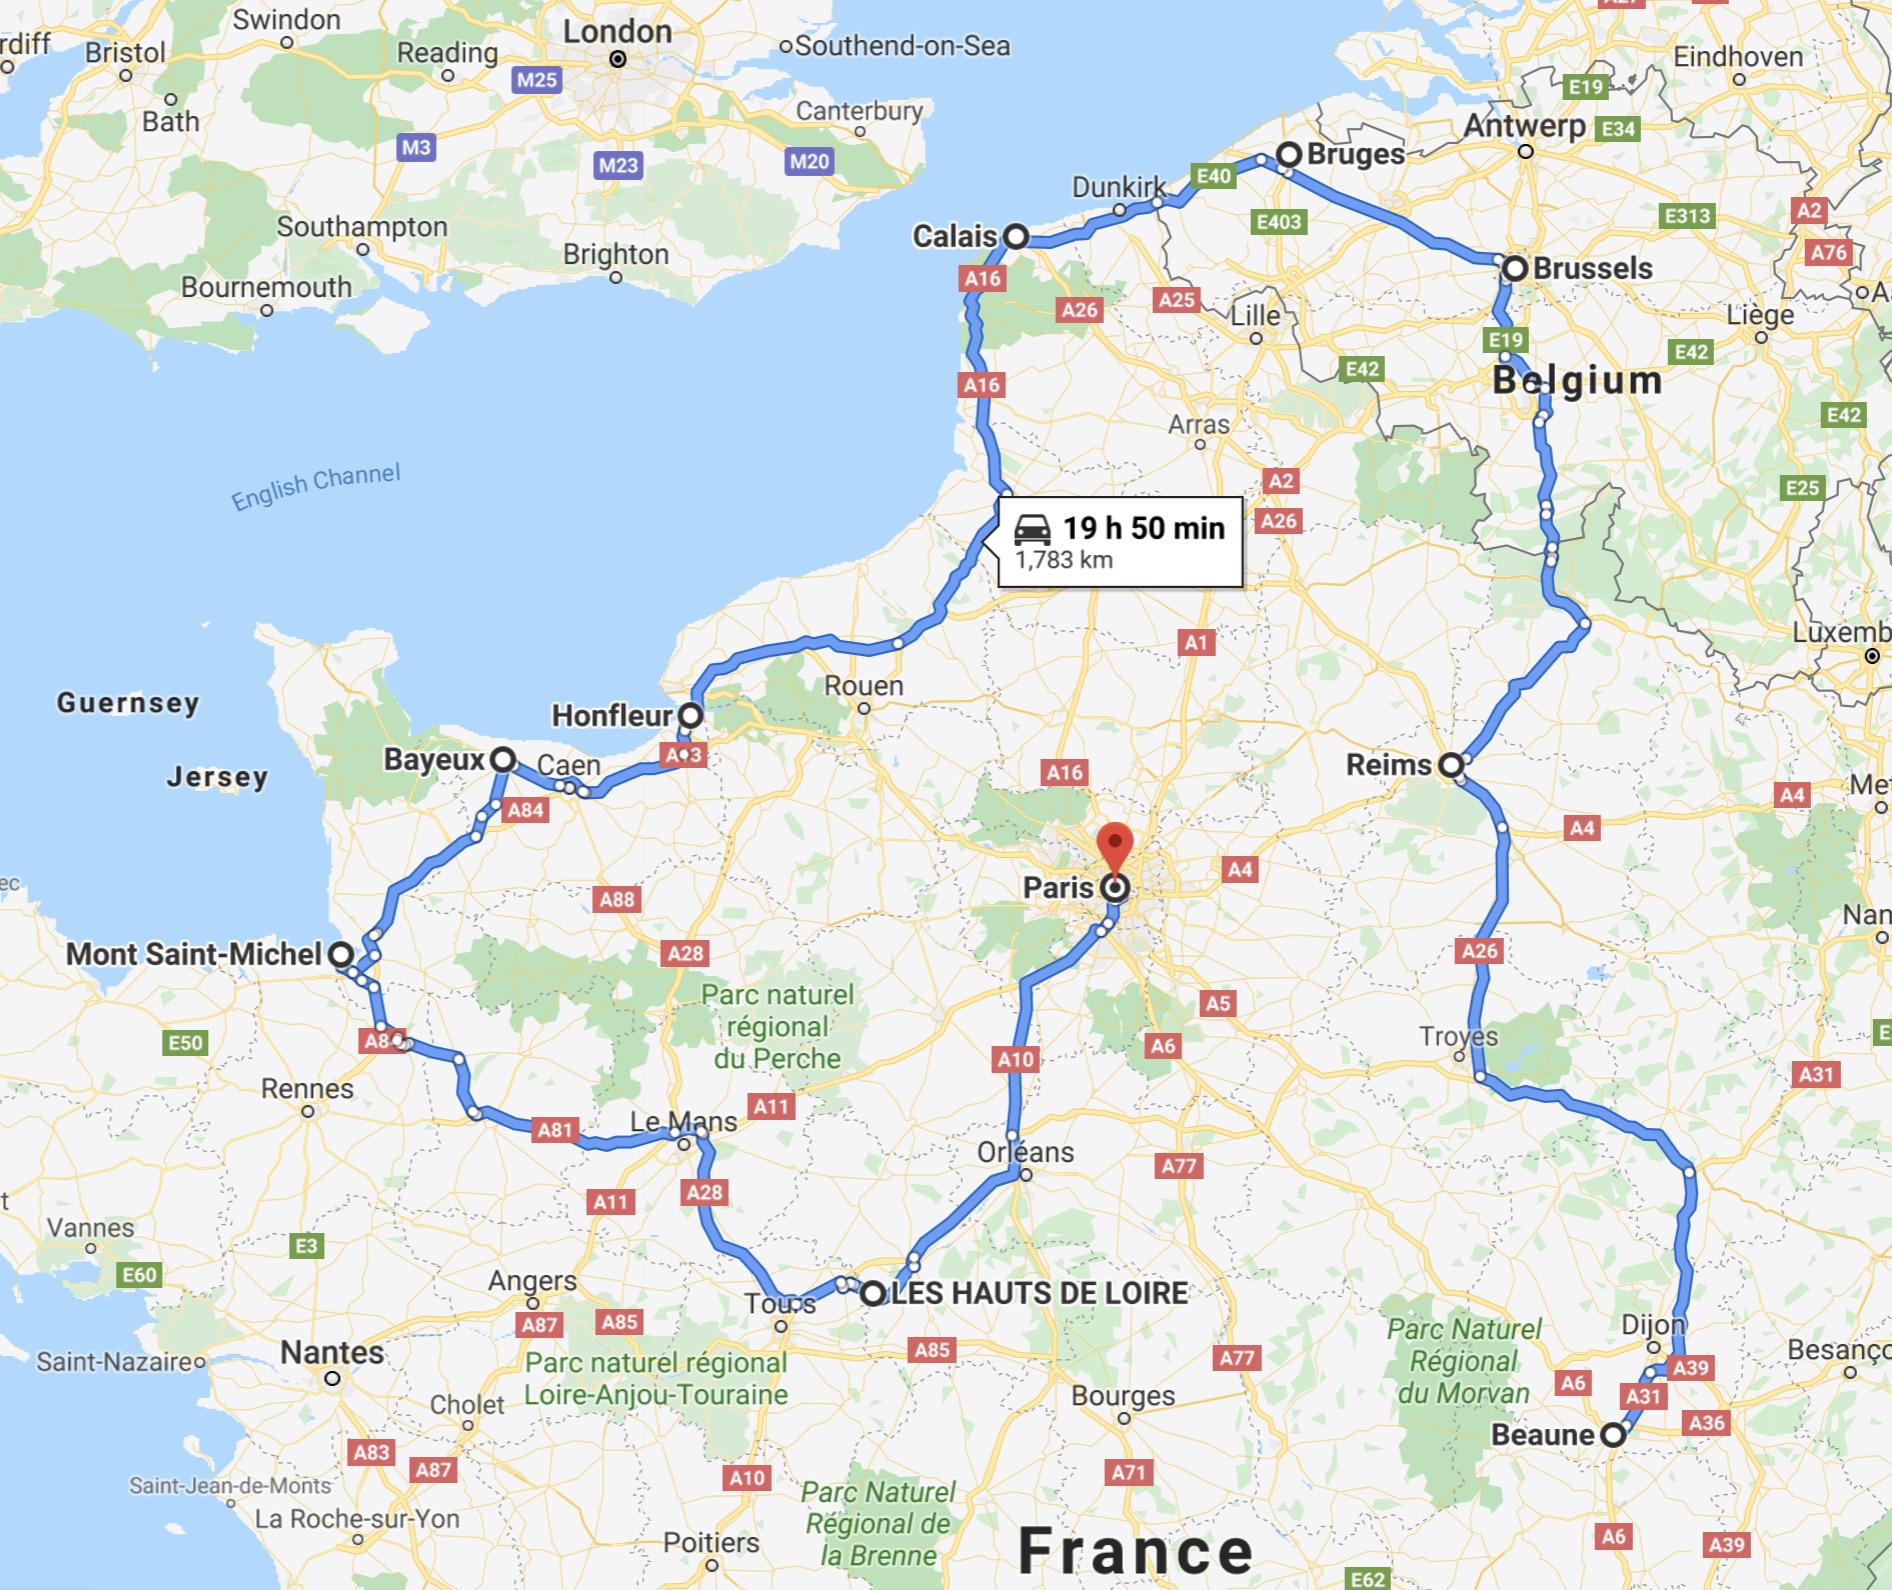 Swindon
rdiff
Bristol
Reading
London
Southend-on-Sea
Eindhoven
M25
E19
Bath
Canterbury
Antwerp
E34
M3
M23
M20
Bruges
E40
Dunkirk
E403
E313
A2
Southampton
Calais
A76
Brighton
Brussels
A16
Bournemouth
A25
A26
Lille
Liège
E19
E42
E42
Belgium
A16
E42
Arras
English Channel
A2
E25
A26
19 h 50 min
1,783 km
A1
Luxemb
Rouen
Guernsey
Honfleur
Bayeux
Caen
A13
Jersey
A16
Reims
Met
A4
A84
A4
A4
Paris
ec
A88
Nan
Mont Saint-Michel
A28
A26
Parc naturel
régional
du Perche
A5
E50
A84
A6
Troyes
A10
Rennes
A31
A11
Le Mans
A81
Orléans
A77
A28
A11
Vannes
E3
E60
Angers
LES HAUTS DE LOIRE
Tours
A87
A85
Dijon
Parc Naturel
Régional
du Morvan
Nantes
Saint-Nazaire
A85
A77
Besanço
A39
Parc naturel régional
Loire-Anjou-Touraine
A6
A31
Cholet
Bourges
A36
Beaune
A83
A87
A10
A71
Saint-Jean-de-Monts
Parc Naturel
Régional de
la Brenne
La Roche-sur-Yon
Poitiers
France
A6
A39
E62